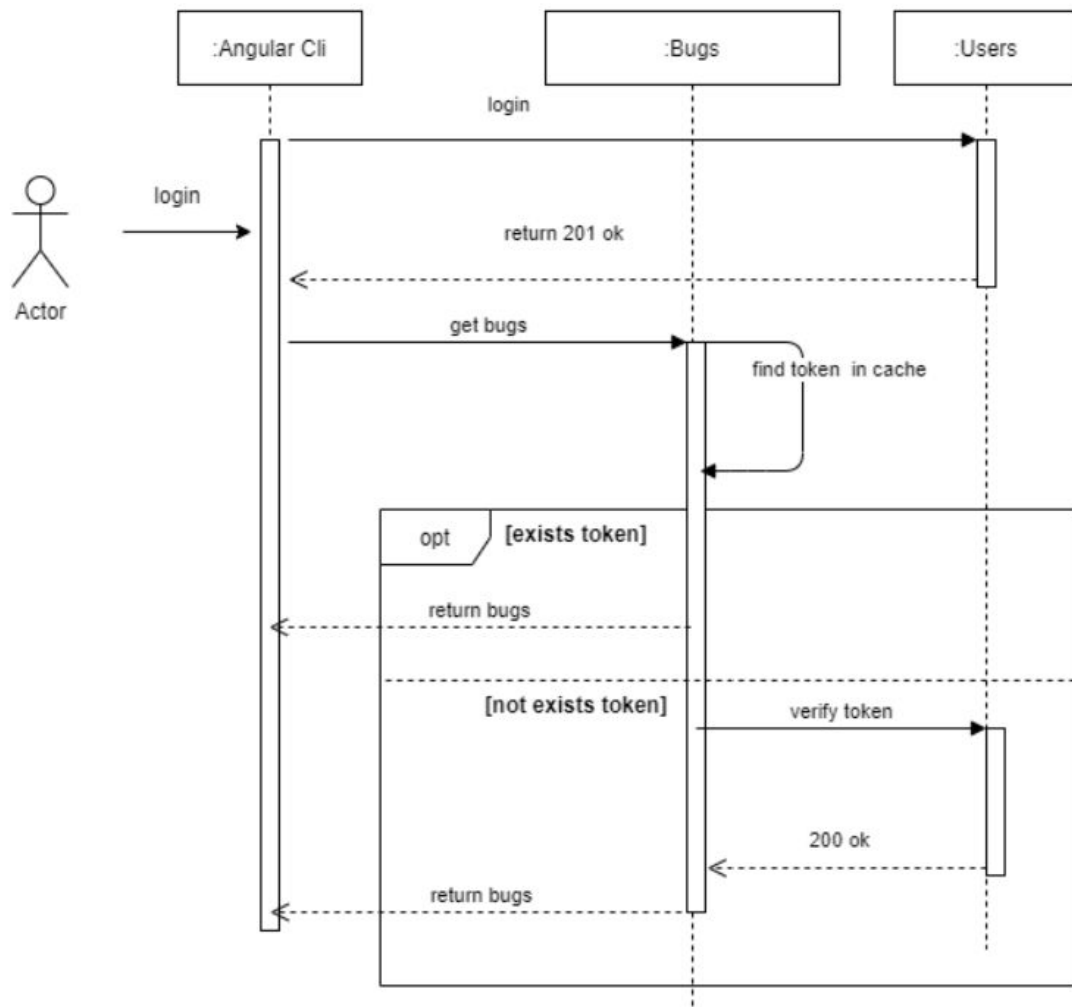 :Angular Cli
:Bugs
:Users
login
login
return 201 ok
Actor
get bugs
find token in cache
opt
[exists token]
return bugs
[not exists token]
verify token
200 ok
return bugs